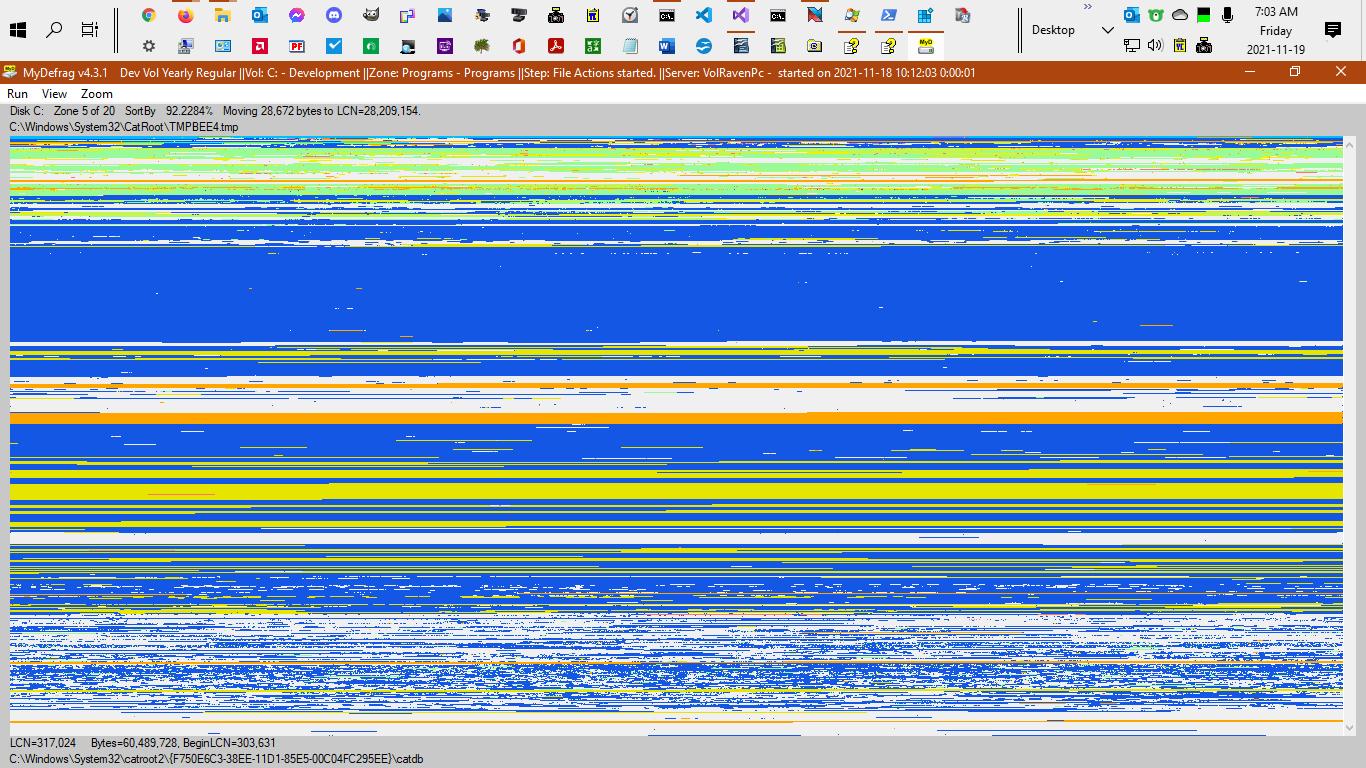 7:03 AM
Friday
2021-11-19
Desktop
MyDefrag v4.3.1    Dev Vol Yearly Regular ||Vol: C: - Development ||Zone: Programs - Programs ||Step: File Actions started. ||Server: VolRavenPc -  started on 2021-11-18 10:12:03 0:00:01
Run View Zoom
Disk C:   Zone 5 of 20   SortBy   92.2284%   Moving 28,672 bytes to LCN=28,209,154.
C:\Windows\System32\CatRoot\TMPBEE4.tmp
LCN=317,024     Bytes=60,489,728, BeginLCN=303,631
C:\Windows\System32\catroot2\{F750E6C3-38EE-11D1-85E5-00C04FC295EE}\catdb